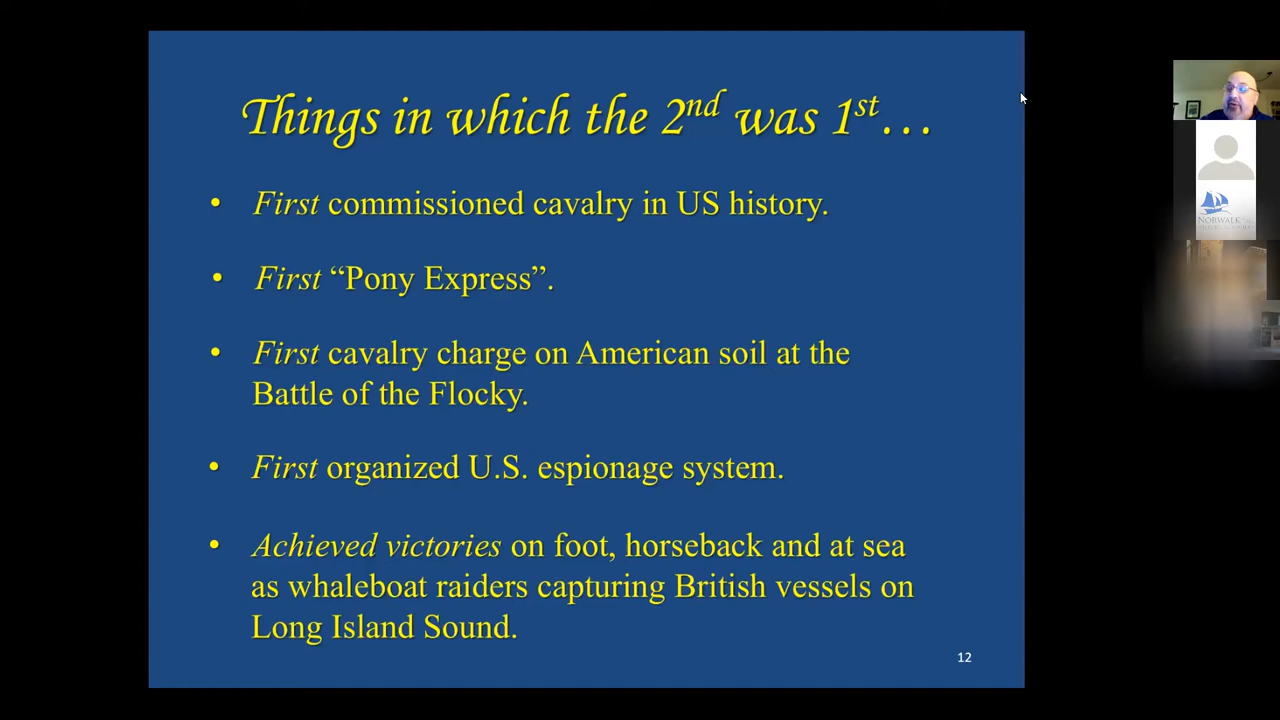 Things in which the 2nd was 1st…
• First commissioned cavalry in US history.
• First “Pony Express”.
• First cavalry charge on American soil at the
Battle of the Flocky.
• First organized U.S. espionage system.
• Achieved victories on foot, horseback and at sea
as whaleboat raiders capturing British vessels on
Long Island Sound.
12
NORWALK